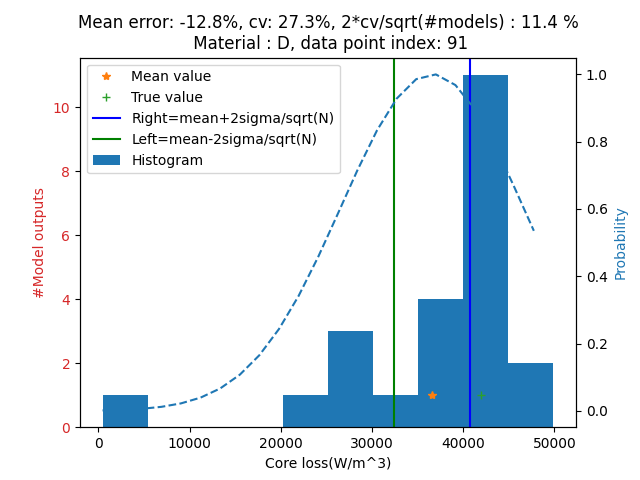 Mean error: -12.8%, cv: 27.3%, 2*cv/sqrt(#models) : 11.4 %
Material : D, data point index: 91
Mean value
True value
Right=mean+2sigma/sqrt(N)
Left=mean-2sigma/sqrt(N)
Histogram
#Model outputs
10
8
6
4
2
0
1.0
0.8
0.6
0.4
0.2
0.0
Probability
0 10000 20000 30000 40000 50000
Core loss(W/m^3)